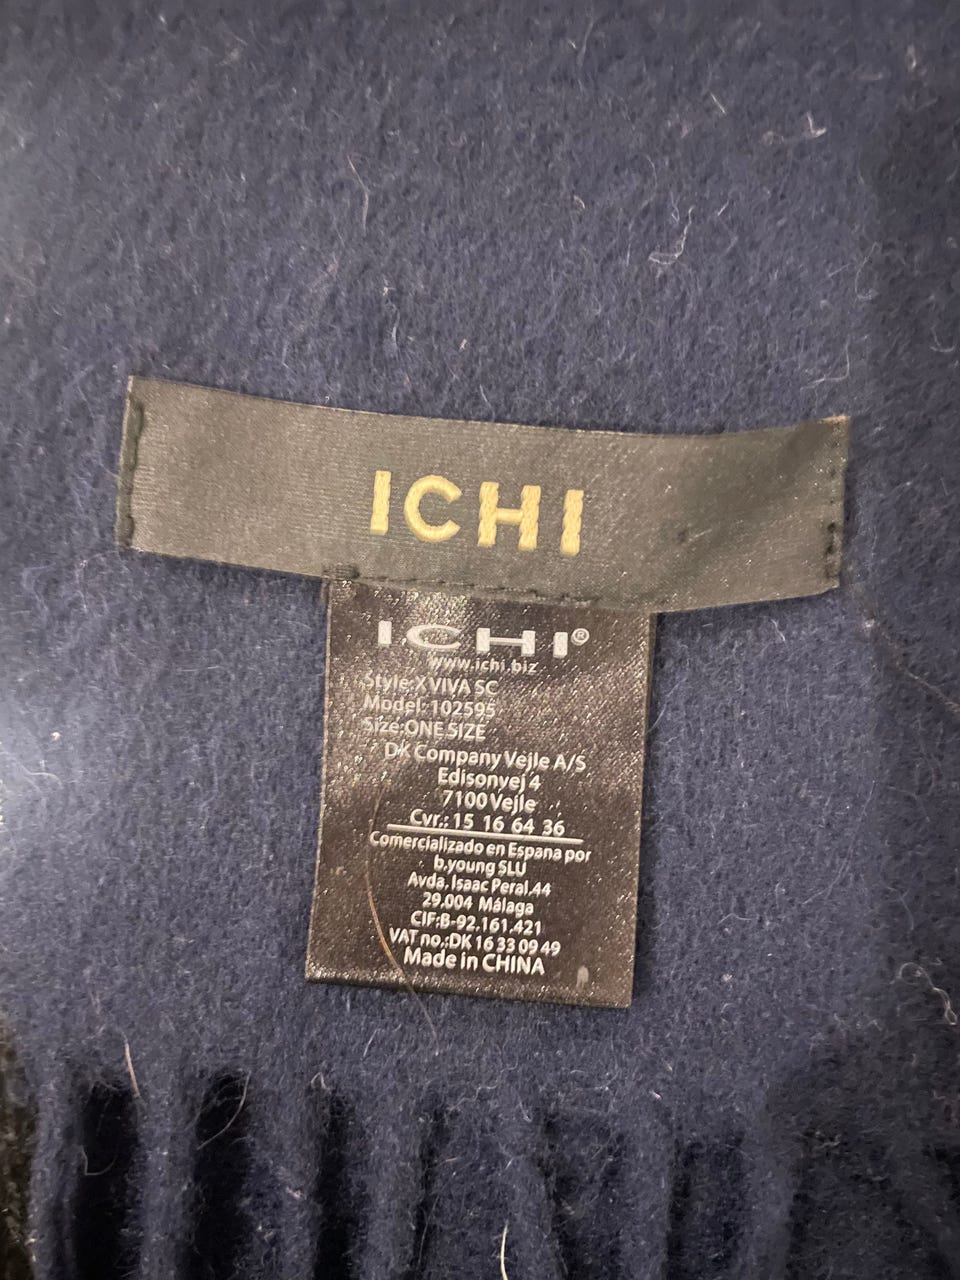 ICHI
ICHI®
www.ichi.biz
Style:X VIVA SC
Model:102595
Size:ONE SIZE
DK Company Vejle A/S
Edisonvej 4
7100 Vejle
Cvr.: 15 16 64 36
Comercializado en Espana por
b.young SLU
Avda. Isaac Peral,44
29.004 Málaga
CIF:B-92.161.421
VAT no.:DK 16 33 09 49
Made in CHINA